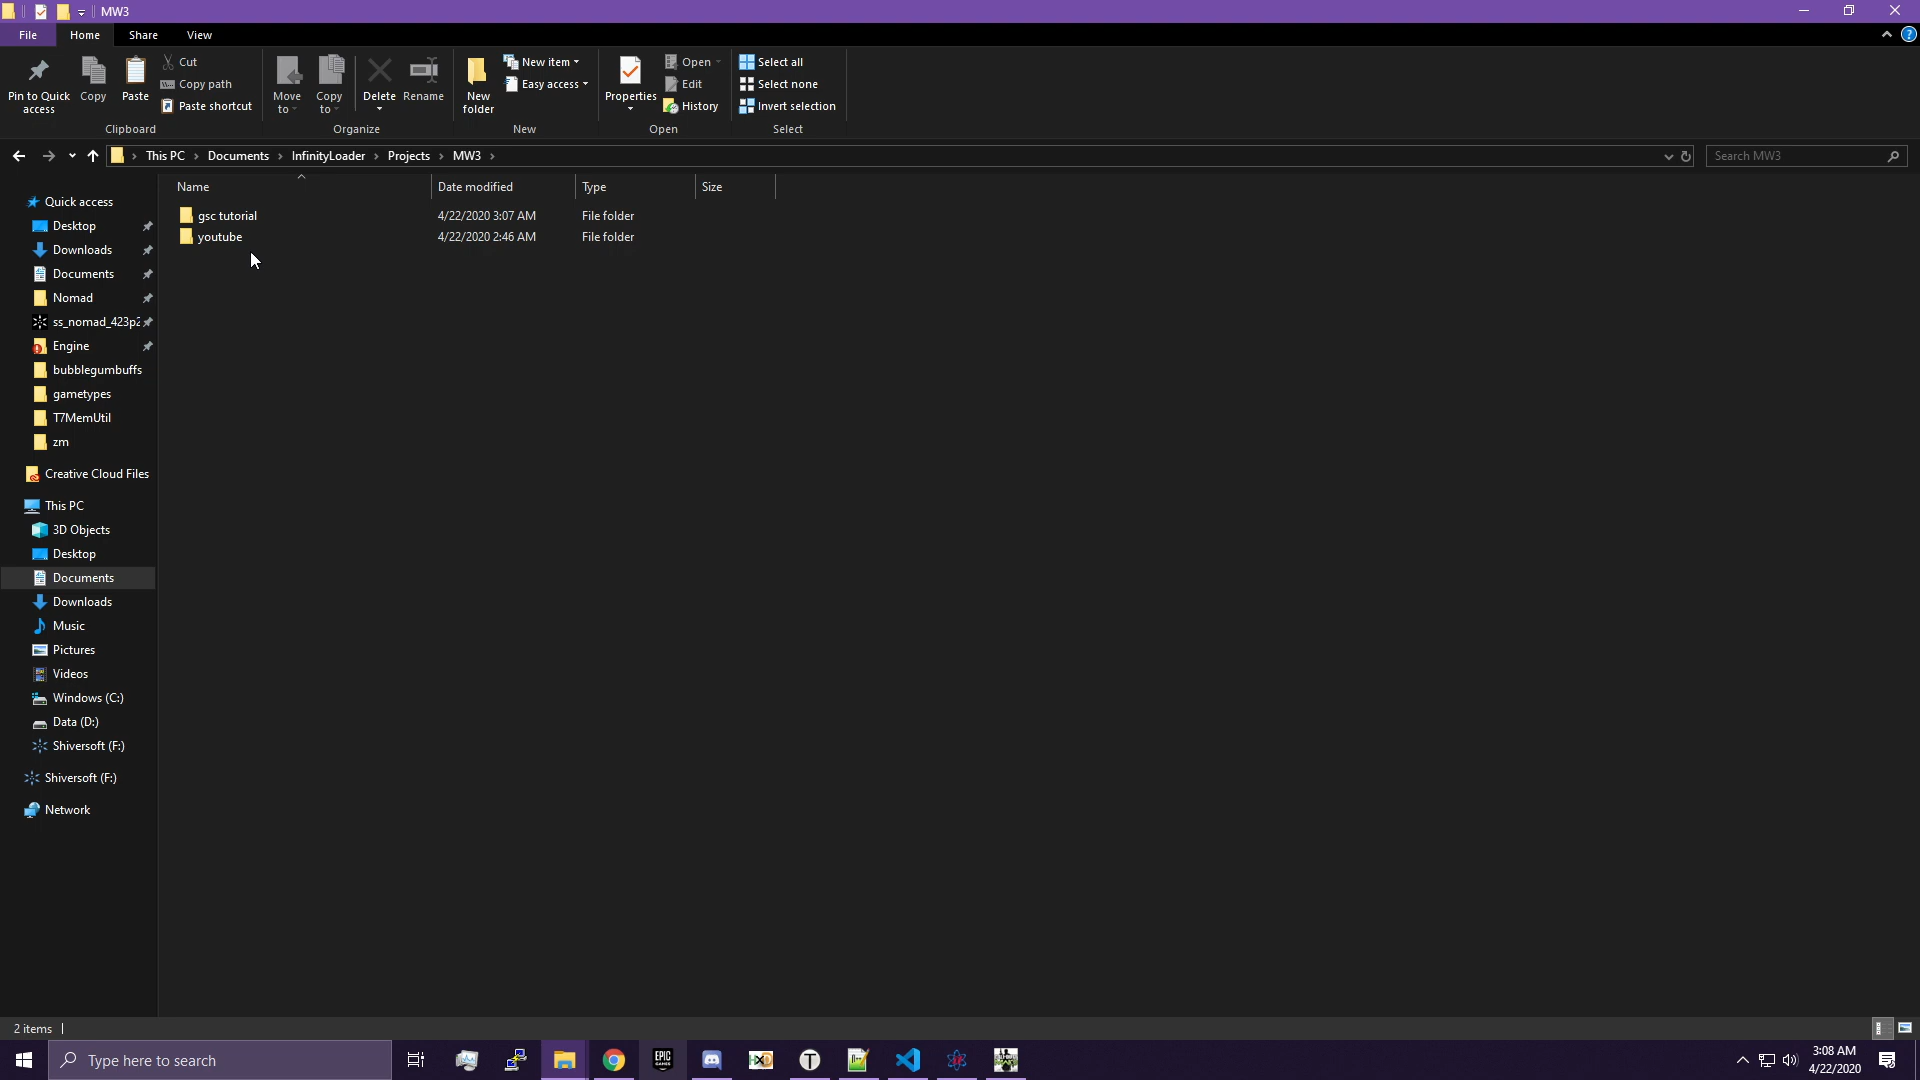 MW3
File Home Share View
Pin to Quick access
Copy
Paste
Cut
Copy path
Paste shortcut
Clipboard
Move to
Copy to
Delete
Rename
Organize
New folder
New item
Easy access
New
Properties
Open
Edit
History
Open
Select all
Select none
Invert selection
Select
This PC Documents InfinityLoader Projects MW3
Search MW3
Name Date modified Type Size
gsc tutorial 4/22/2020 3:07 AM File folder
youtube 4/22/2020 2:46 AM File folder
Quick access
Desktop
Downloads
Documents
Nomad
ss_nomad_423p2
Engine
bubblegumbuffs
gametypes
T7MemUtil
zm
Creative Cloud Files
This PC
3D Objects
Desktop
Documents
Downloads
Music
Pictures
Videos
Windows (C:)
Data (D:)
Shiversoft (F:)
Shiversoft (F:)
Network
2 items
Type here to search
EPIC GAMES
3:08 AM
4/22/2020